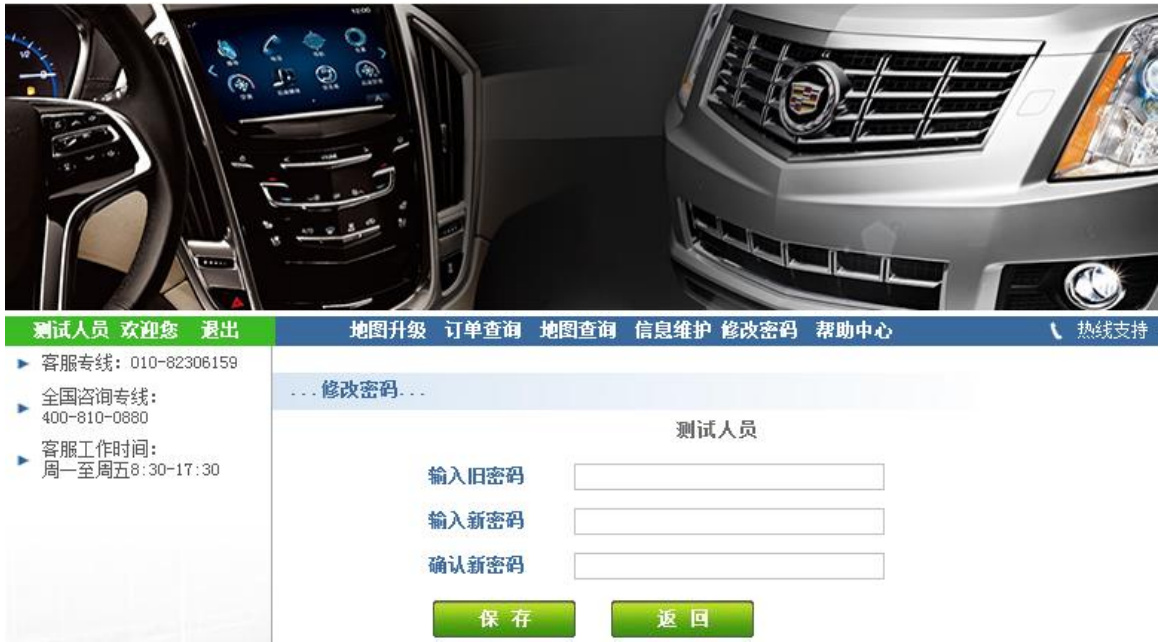 12:00
测试人员 欢迎您 退出
地图升级 订单查询 地图查询 信息维护 修改密码 帮助中心
热线支持
客服专线：010-82306159
全国咨询专线：
400-810-0880
客服工作时间：
周一至周五8:30-17:30
...修改密码...
测试人员
输入旧密码
输入新密码
确认新密码
保 存
返 回